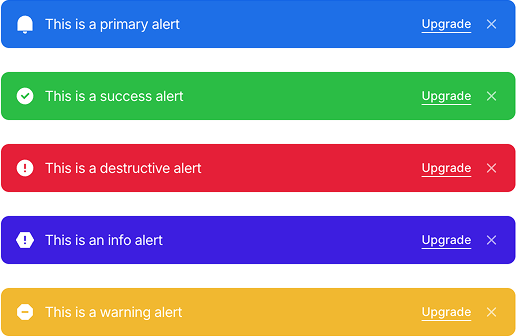 This is a primary alert Upgrade
This is a success alert Upgrade
This is a destructive alert Upgrade
This is an info alert Upgrade
This is a warning alert Upgrade